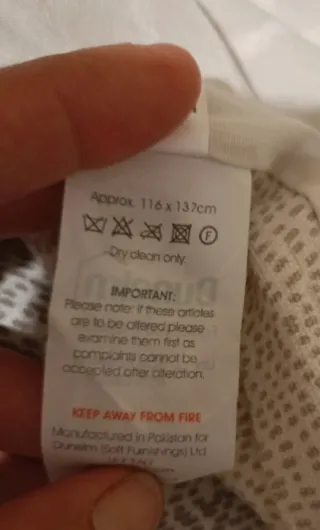 Approx. 116 x 137cm
F
Dry clean only.
IMPORTANT:
Please note: if these articles
are to be altered please
examine them first as
complaints cannot be
accepted after alteration.
KEEP AWAY FROM FIRE
Manufactured in Pakistan for
Dunelm (Soft Furnishings) Ltd